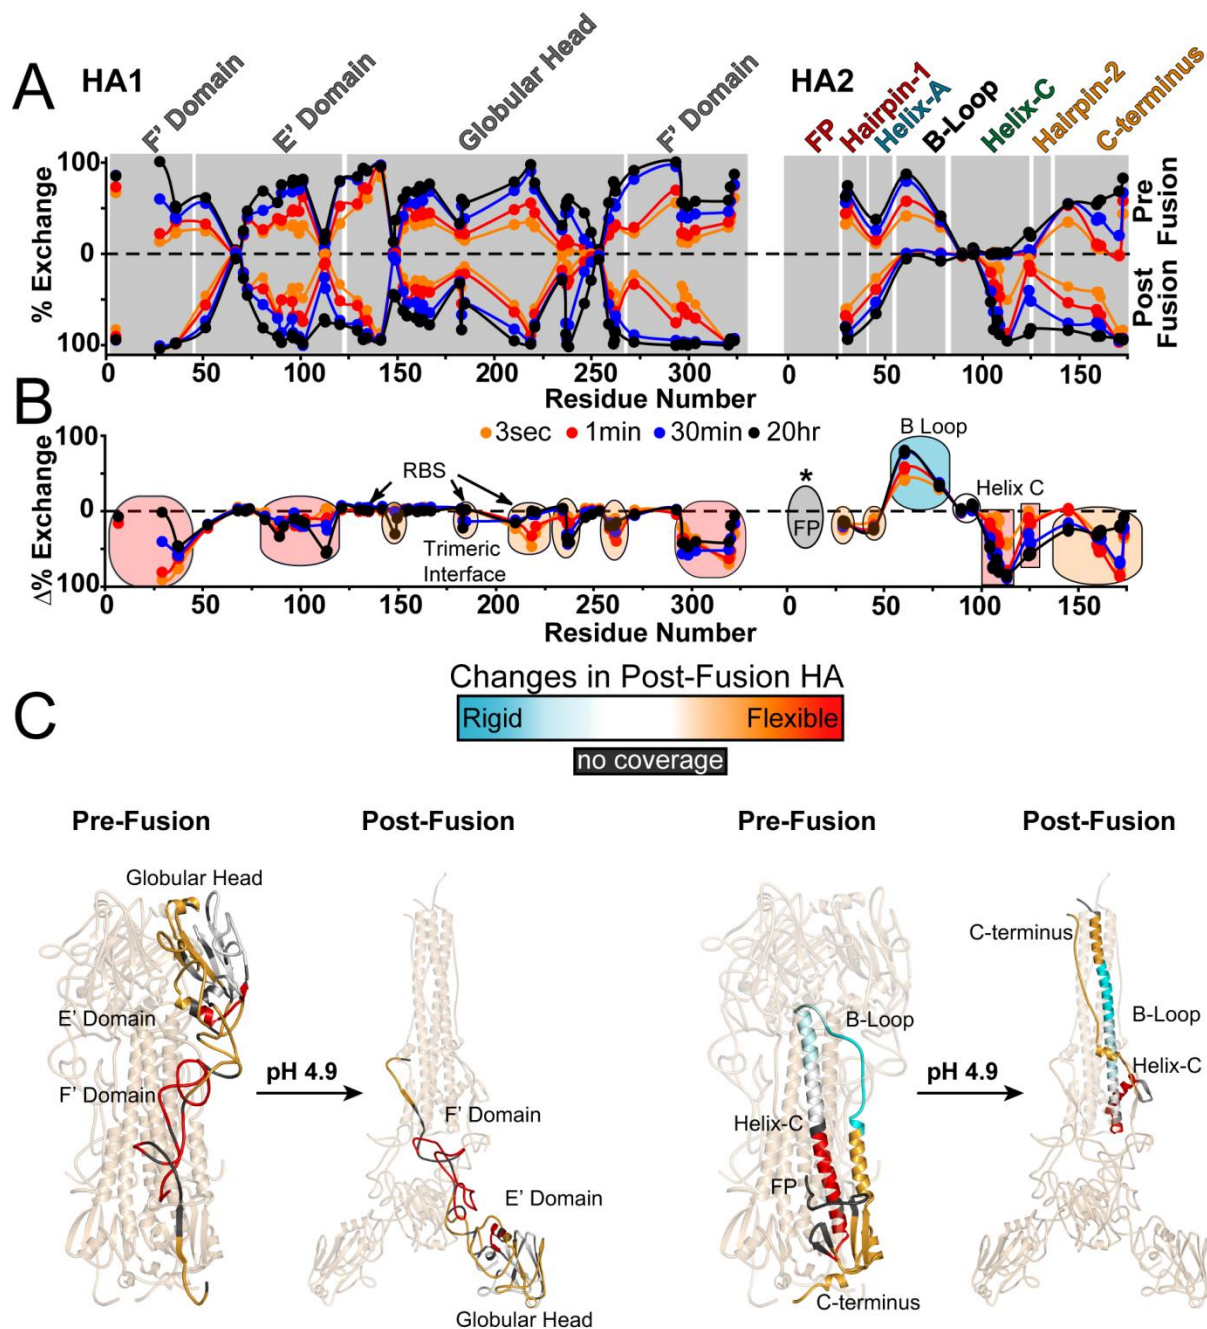 A
HA1
HA2
F' Domain
E' Domain
Globular Head
F' Domain
FP
Hairpin-1
Helix-A
B-Loop
Helix-C
Hairpin-2
C-terminus
% Exchange
100
0
100
Pre
Fusion
Post
Fusion
0 50 100 150 200 250 300 0 50 100 150
Residue Number Residue Number
B
3sec 1min 30min 20hr
Δ% Exchange
100
0
100
RBS
Trimeric
Interface
*
FP
B Loop
Helix C
0 50 100 150 200 250 300 0 50 100 150
Residue Number Residue Number
C
Changes in Post-Fusion HA
Rigid Flexible
no coverage
Pre-Fusion Post-Fusion Pre-Fusion Post-Fusion
Globular Head
E' Domain
F' Domain
pH 4.9
F' Domain
E' Domain
Globular Head
B-Loop
Helix-C
FP
C-terminus
pH 4.9
C-terminus
B-Loop
Helix-C